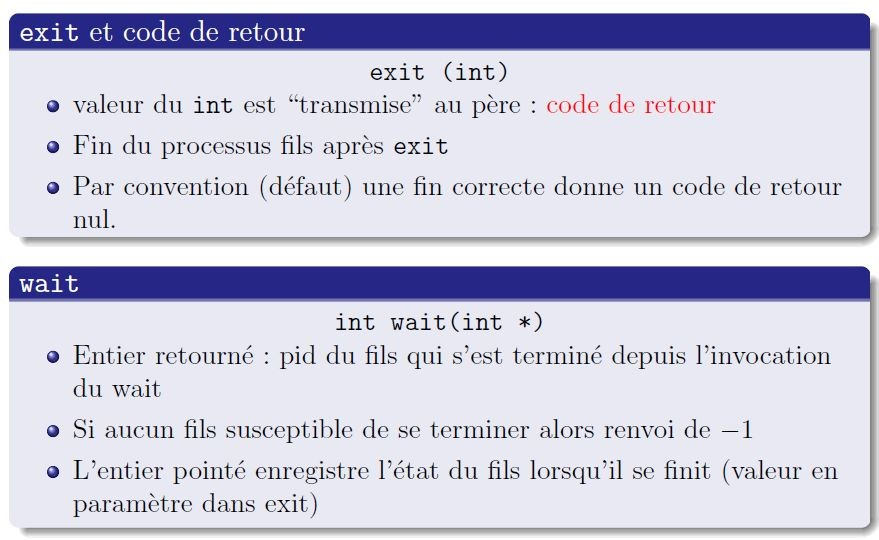 exit et code de retour
exit (int)
valeur du int est “transmise” au père : code de retour
Fin du processus fils après exit
Par convention (défaut) une fin correcte donne un code de retour
nul.
wait
int wait(int *)
Entier retourné : pid du fils qui s'est terminé depuis l'invocation
du wait
Si aucun fils susceptible de se terminer alors renvoi de −1
L'entier pointé enregistre l'état du fils lorsqu'il se finit (valeur en
paramètre dans exit)